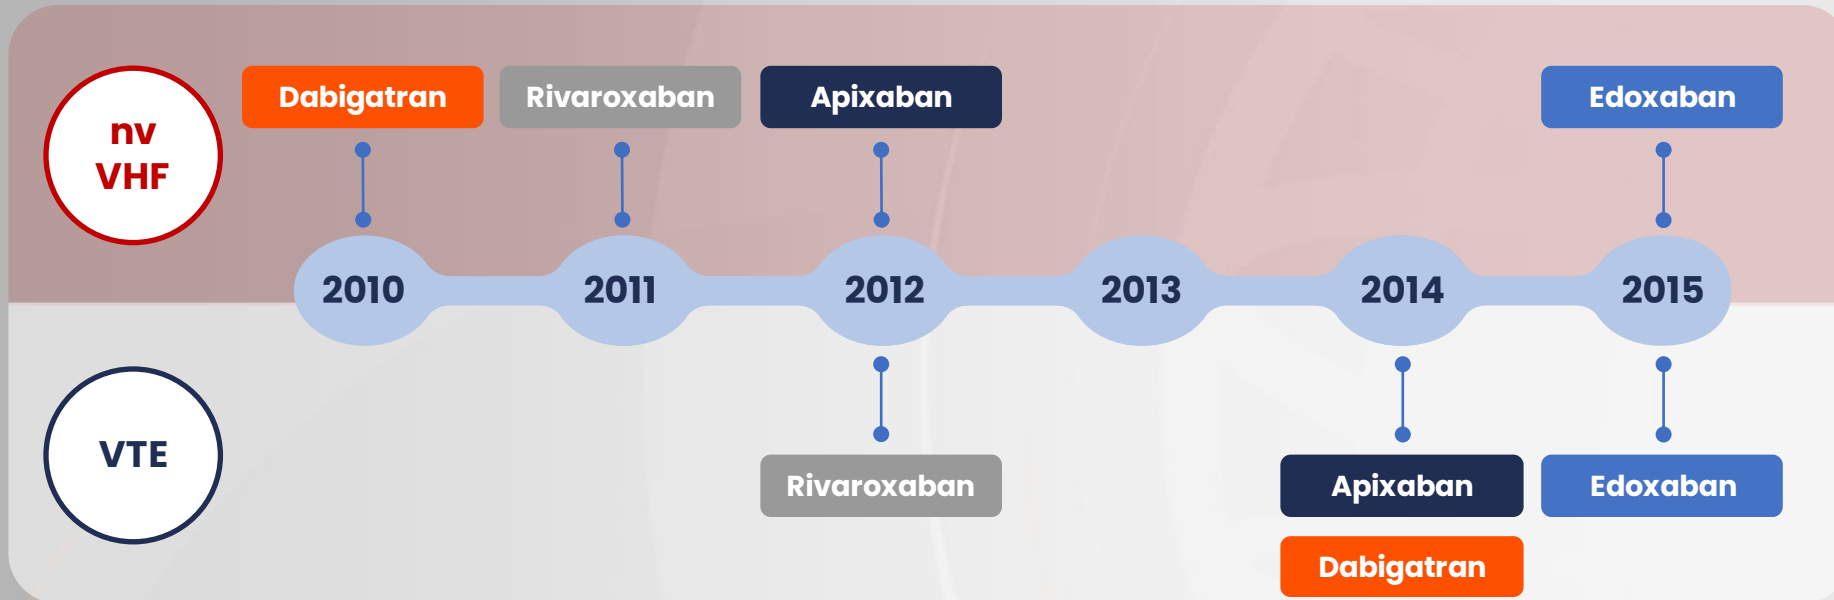 nv
VHF
Dabigatran
Rivaroxaban
Apixaban
Edoxaban
2010
2011
2012
2013
2014
2015
VTE
Rivaroxaban
Apixaban
Edoxaban
Dabigatran